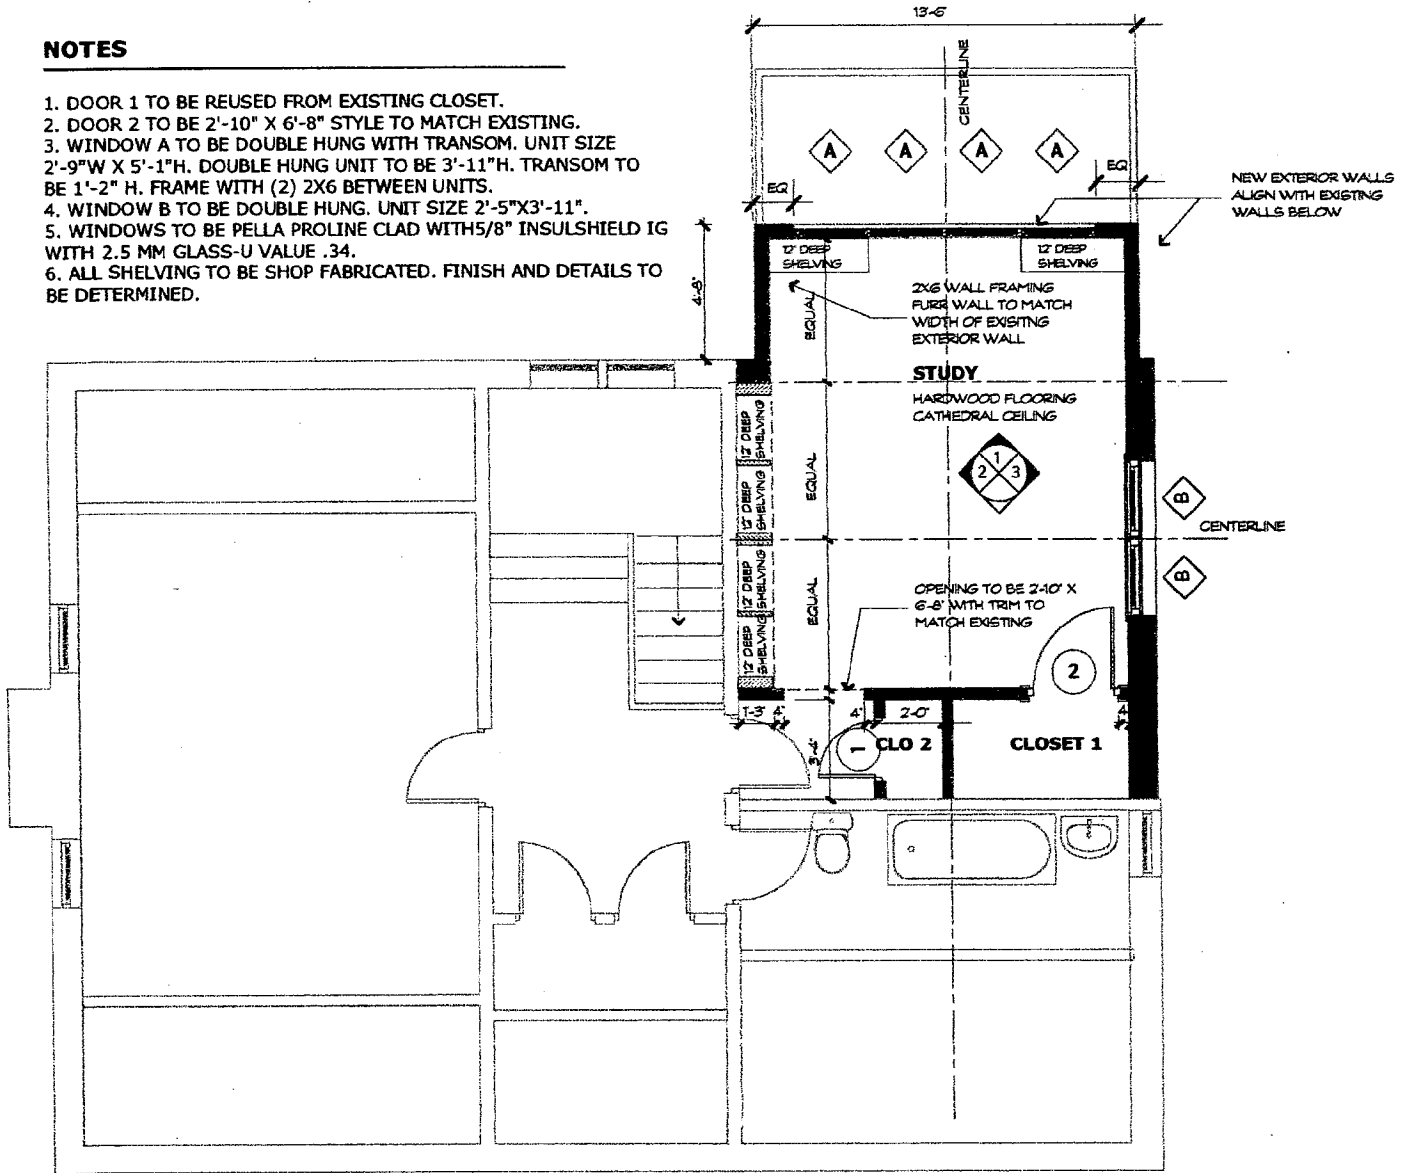 NOTES
1. DOOR 1 TO BE REUSED FROM EXISTING CLOSET.
2. DOOR 2 TO BE 2'-10" X 6'-8" STYLE TO MATCH EXISTING.
3. WINDOW A TO BE DOUBLE HUNG WITH TRANSOM. UNIT SIZE
2'-9"W X 5'-1"H. DOUBLE HUNG UNIT TO BE 3'-11"H. TRANSOM TO
BE 1'-2" H. FRAME WITH (2) 2X6 BETWEEN UNITS.
4. WINDOW B TO BE DOUBLE HUNG. UNIT SIZE 2'-5"X3'-11".
5. WINDOWS TO BE PELLA PROLINE CLAD WITH5/8" INSULSHIELD IG
WITH 2.5 MM GLASS-U VALUE .34.
6. ALL SHELVING TO BE SHOP FABRICATED. FINISH AND DETAILS TO
BE DETERMINED.
CENTERLINE
A
A
A
A
EQ
EQ
NEW EXTERIOR WALLS
ALIGN WITH EXISTING
WALLS BELOW
12" DEEP
SHELVING
12" DEEP
SHELVING
4'-8"
EQUAL
2X6 WALL FRAMING
FURR WALL TO MATCH
WIDTH OF EXISITNG
EXTERIOR WALL
STUDY
HARDWOOD FLOORING
CATHEDRAL CEILING
12" DEEP
SHELVING
12" DEEP
SHELVING
12" DEEP
SHELVING
12" DEEP
SHELVING
EQUAL
1
2
3
B
CENTERLINE
B
EQUAL
OPENING TO BE 2'-10" X
6'-8" WITH TRIM TO
MATCH EXISTING
2
1'-3"
4"
4"
2'-0"
4"
3'-4"
1
CLO 2
CLOSET 1